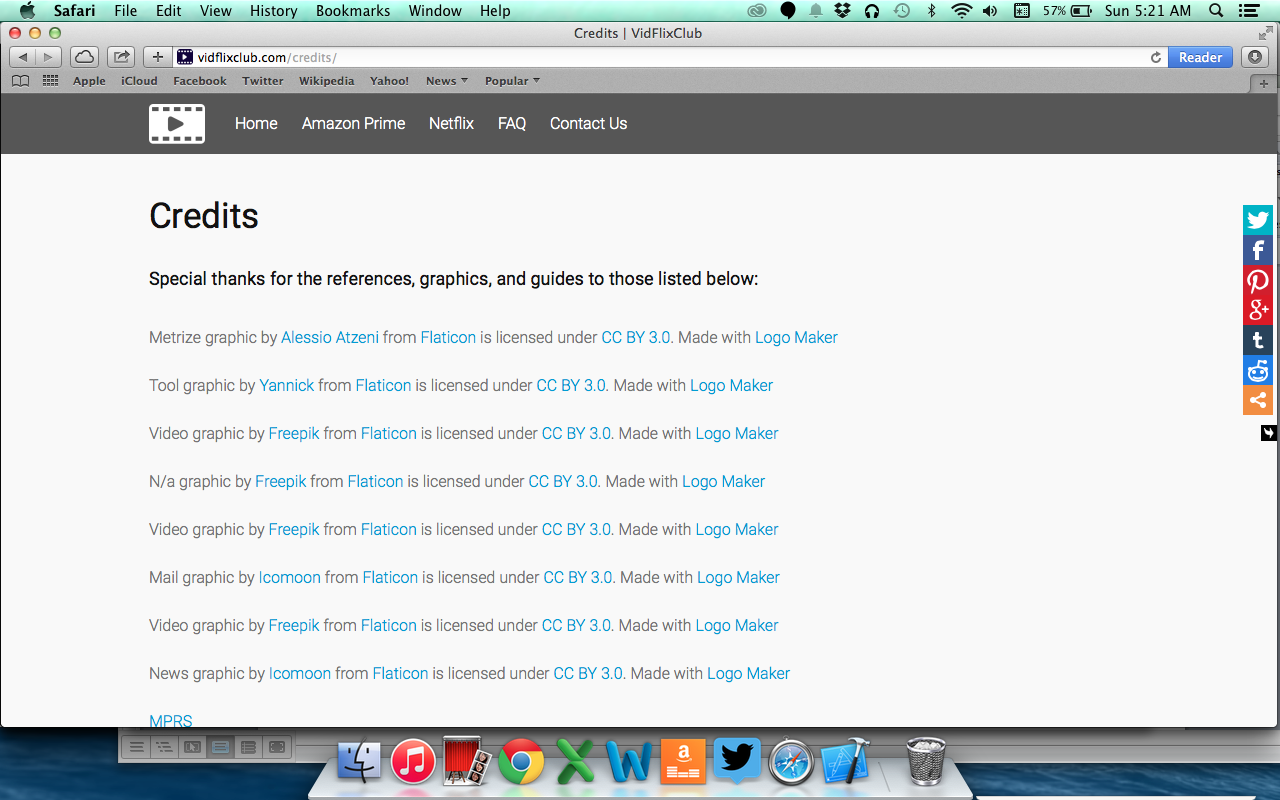 Safari File Edit View History Bookmarks Window Help 57% Sun 5:21 AM
Credits | VidFlixClub
+ vidflixclub.com/credits/ Reader
Apple iCloud Facebook Twitter Wikipedia Yahoo! News Popular +
Home Amazon Prime Netflix FAQ Contact Us
Credits
Special thanks for the references, graphics, and guides to those listed below:
Metrize graphic by Alessio Atzeni from Flaticon is licensed under CC BY 3.0. Made with Logo Maker
Tool graphic by Yannick from Flaticon is licensed under CC BY 3.0. Made with Logo Maker
Video graphic by Freepik from Flaticon is licensed under CC BY 3.0. Made with Logo Maker
N/a graphic by Freepik from Flaticon is licensed under CC BY 3.0. Made with Logo Maker
Video graphic by Freepik from Flaticon is licensed under CC BY 3.0. Made with Logo Maker
Mail graphic by Icomoon from Flaticon is licensed under CC BY 3.0. Made with Logo Maker
Video graphic by Freepik from Flaticon is licensed under CC BY 3.0. Made with Logo Maker
News graphic by Icomoon from Flaticon is licensed under CC BY 3.0. Made with Logo Maker
MPRS